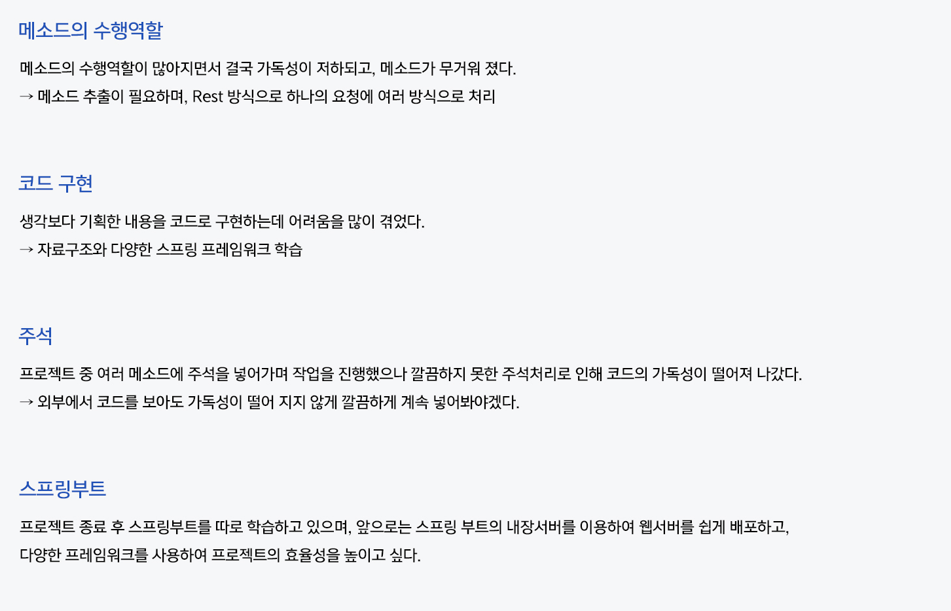 메소드의 수행역할
메소드의 수행역할이 많아지면서 결국 가독성이 저하되고, 메소드가 무거워 졌다.
→ 메소드 추출이 필요하며, Rest 방식으로 하나의 요청에 여러 방식으로 처리
코드 구현
생각보다 기획한 내용을 코드로 구현하는데 어려움을 많이 겪었다.
→ 자료구조와 다양한 스프링 프레임워크 학습
주석
프로젝트 중 여러 메소드에 주석을 넣어가며 작업을 진행했으나 깔끔하지 못한 주석처리로 인해 코드의 가독성이 떨어져 나갔다.
→ 외부에서 코드를 보아도 가독성이 떨어 지지 않게 깔끔하게 계속 넣어봐야겠다.
스프링부트
프로젝트 종료 후 스프링부트를 따로 학습하고 있으며, 앞으로는 스프링 부트의 내장서버를 이용하여 웹서버를 쉽게 배포하고,
다양한 프레임워크를 사용하여 프로젝트의 효율성을 높이고 싶다.